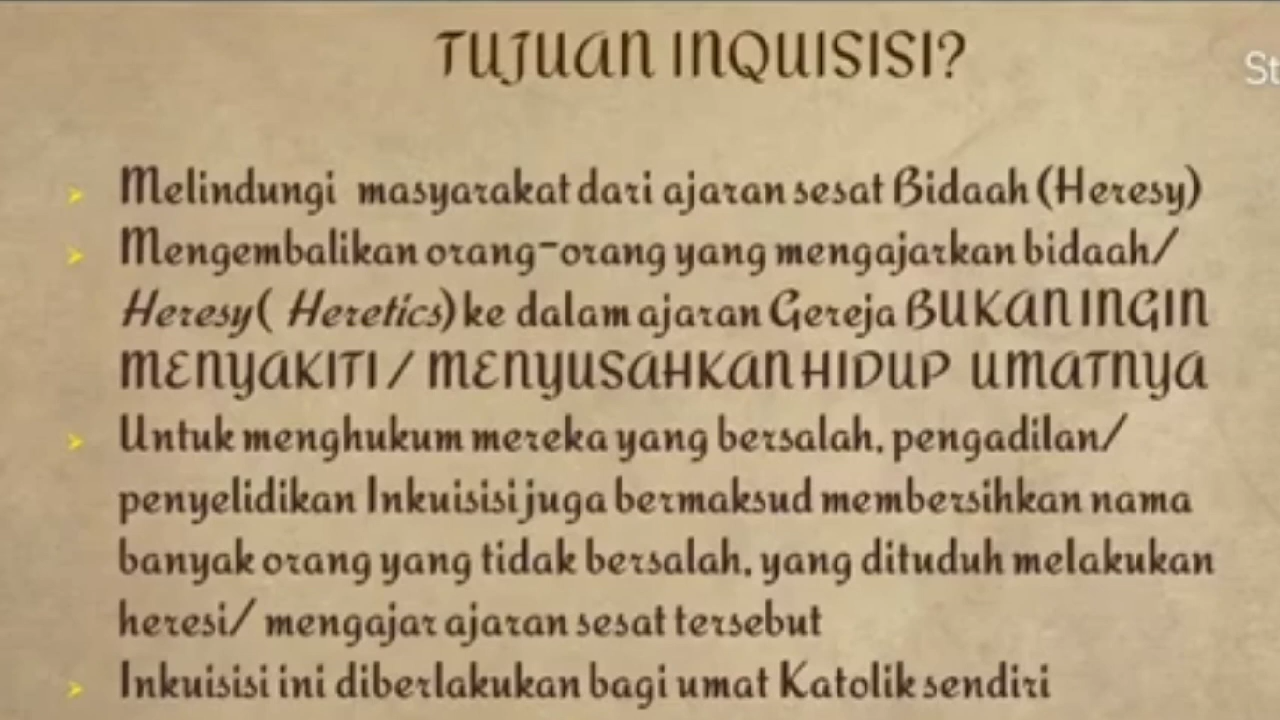 TUJUAN INQUISISI?
St
Melindungi masyarakat dari ajaran sesat Bidaah (Heresy)
Mengembalikan orang-orang yang mengajarkan bidaah/
Heresy( Heretics) ke dalam ajaran Gereja BUKAN INGIN
MENYAKITI / MENYUSAHKAN HIDUP UMATNYA
Untuk menghukum mereka yang bersalah, pengadilan/
penyelidikan Inkuisisi juga bermaksud membersihkan nama
banyak orang yang tidak bersalah, yang dituduh melakukan
heresi/ mengajar ajaran sesat tersebut
Inkuisisi ini diberlakukan bagi umat Katolik sendiri